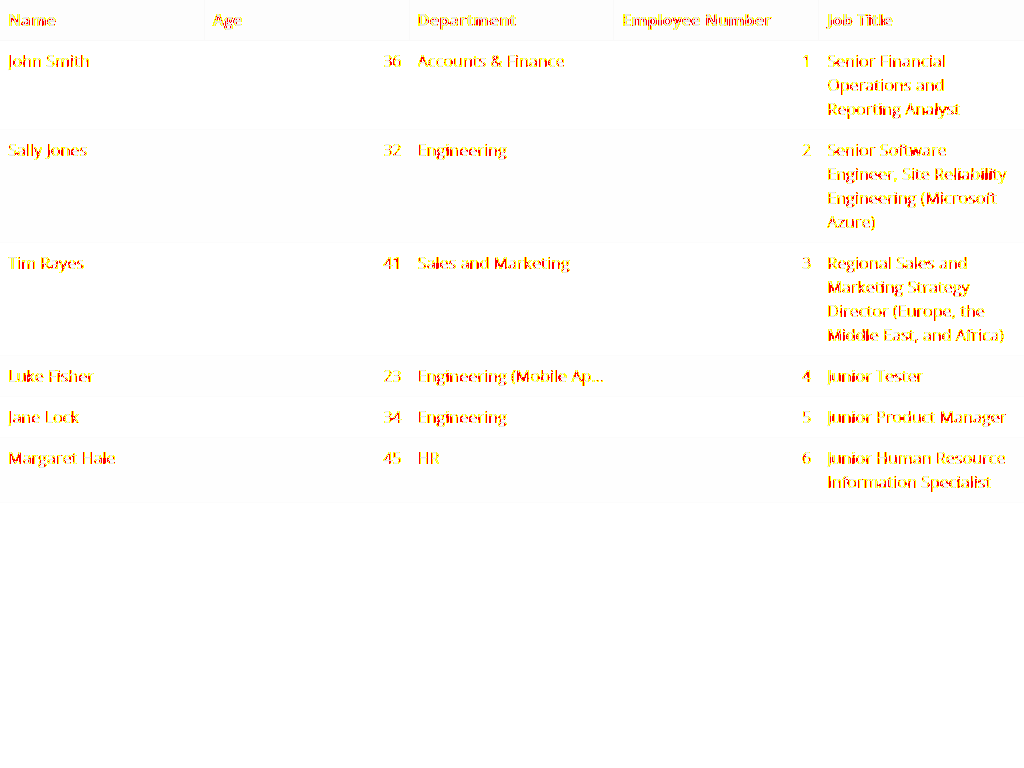 Name Age Department Employee Number Job Title
John Smith 36 Accounts & Finance 1 Senior Financial
Operations and
Reporting Analyst
Sally Jones 32 Engineering 2 Senior Software
Engineer, Site Reliability
Engineering (Microsoft
Azure)
Tim Rayes 41 Sales and Marketing 3 Regional Sales and
Marketing Strategy
Director (Europe, the
Middle East, and Africa)
Luke Fisher 23 Engineering (Mobile Ap... 4 Junior Tester
Jane Lock 34 Engineering 5 Junior Product Manager
Margaret Hale 45 HR 6 Junior Human Resource
Information Specialist